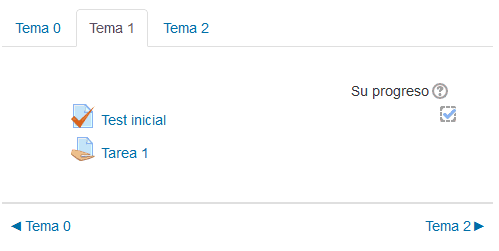 Tema 0 Tema 1 Tema 2
Su progreso
Test inicial
Tarea 1
◄ Tema 0 Tema 2 ►